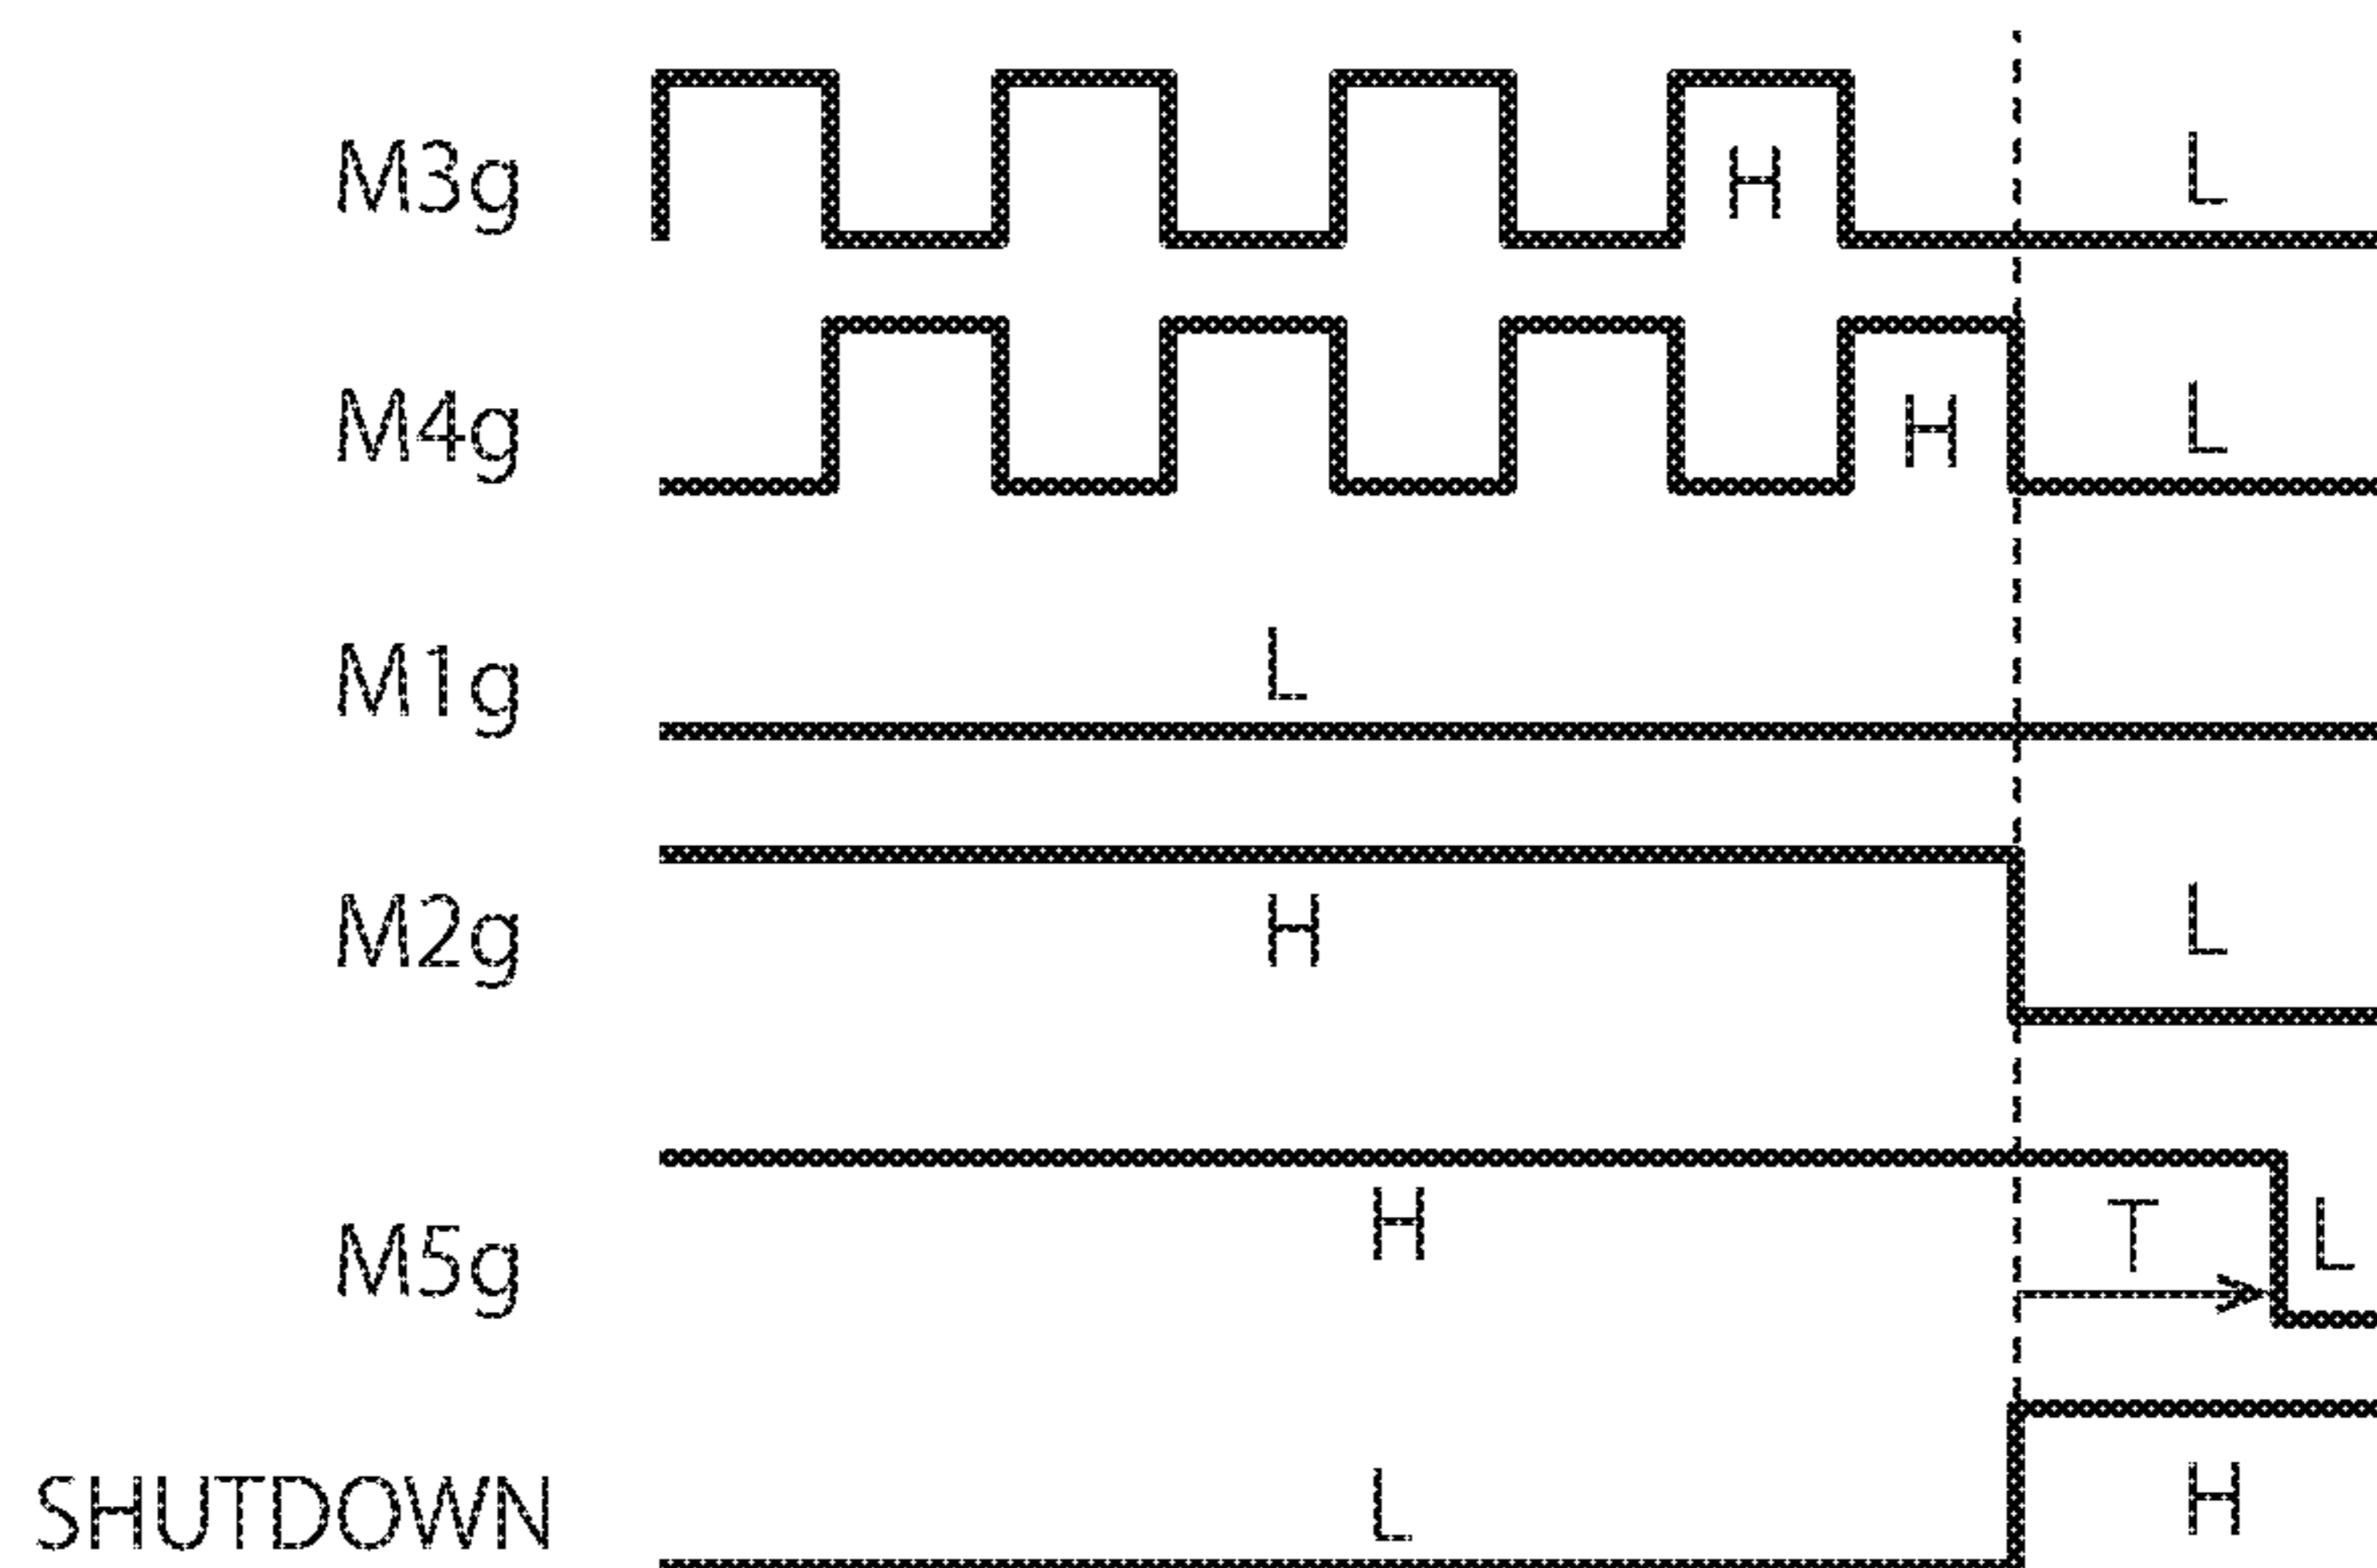 M3g H L
M4g H L
M1g L
M2g H L
M5g H T L
SHUTDOWN L H